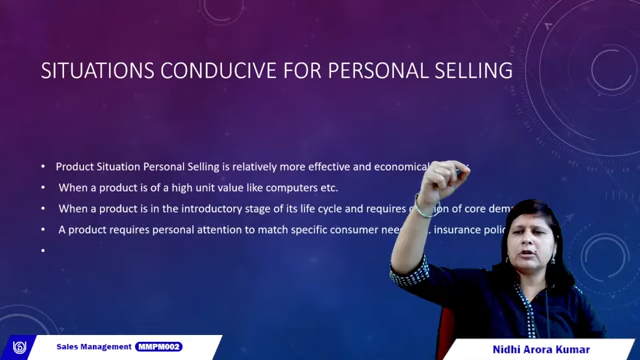 SITUATIONS CONDUCIVE FOR PERSONAL SELLING
• Product Situation Personal Selling is relatively more effective and economical
• When a product is of a high unit value like computers etc.
• When a product is in the introductory stage of its life cycle and requires of core
• A product requires personal attention to match specific consumer insurance
•
Sales Management MMPM002
Nidhi Arora Kumar